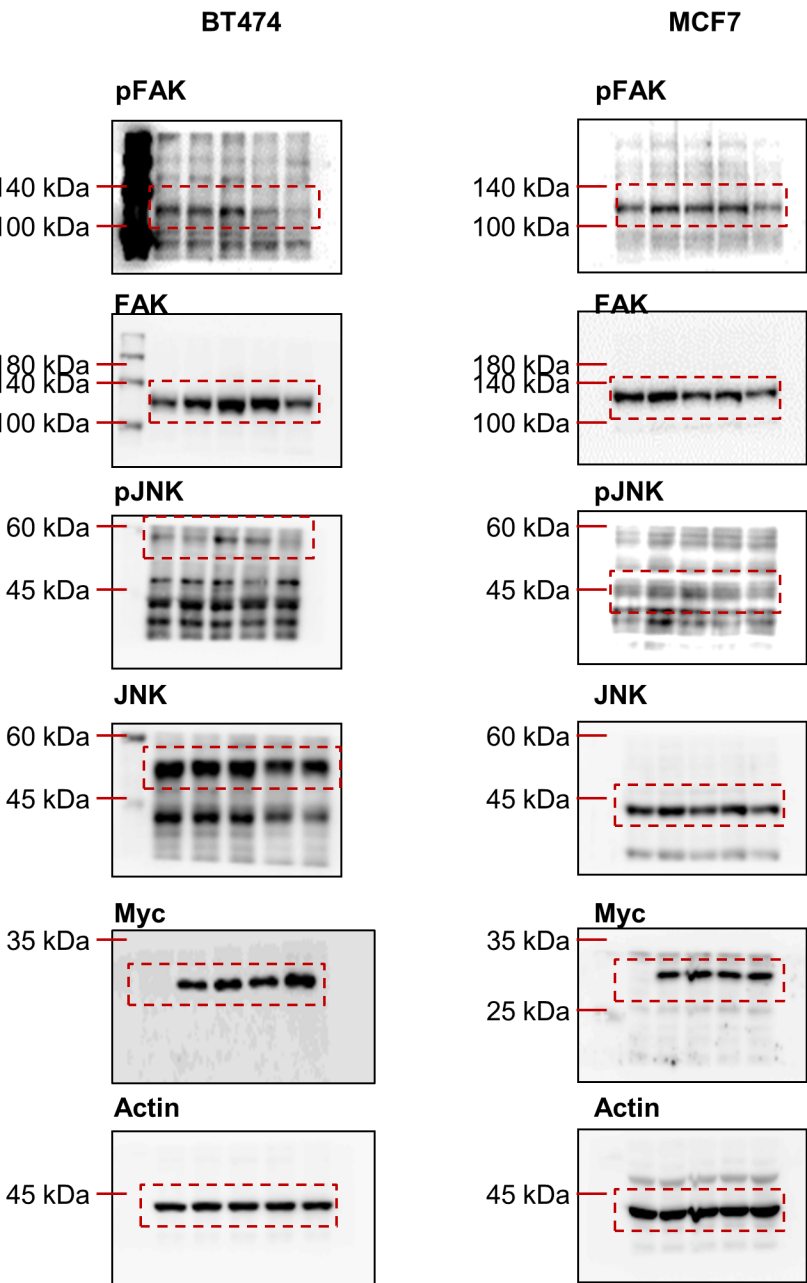 BT474 MCF7
pFAK pFAK
140 kDa 140 kDa
100 kDa 100 kDa
FAK FAK
180 kDa 180 kDa
140 kDa 140 kDa
100 kDa 100 kDa
pJNK pJNK
60 kDa 60 kDa
45 kDa 45 kDa
JNK JNK
60 kDa 60 kDa
45 kDa 45 kDa
Myc Myc
35 kDa 35 kDa
25 kDa
Actin Actin
45 kDa 45 kDa